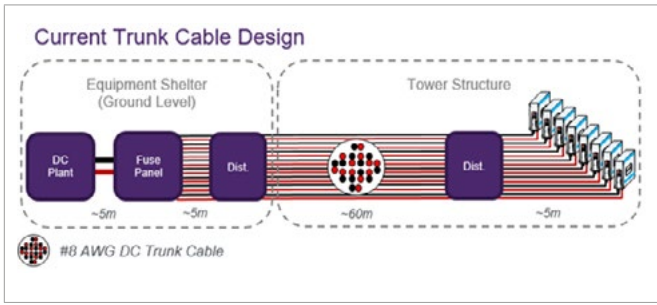 Current Trunk Cable Design
Equipment Shelter
(Ground Level)
Tower Structure
DC
Plant
Fuse
Panel
Dist.
Dist.
~5m
~5m
~60m
~5m
#8 AWG DC Trunk Cable